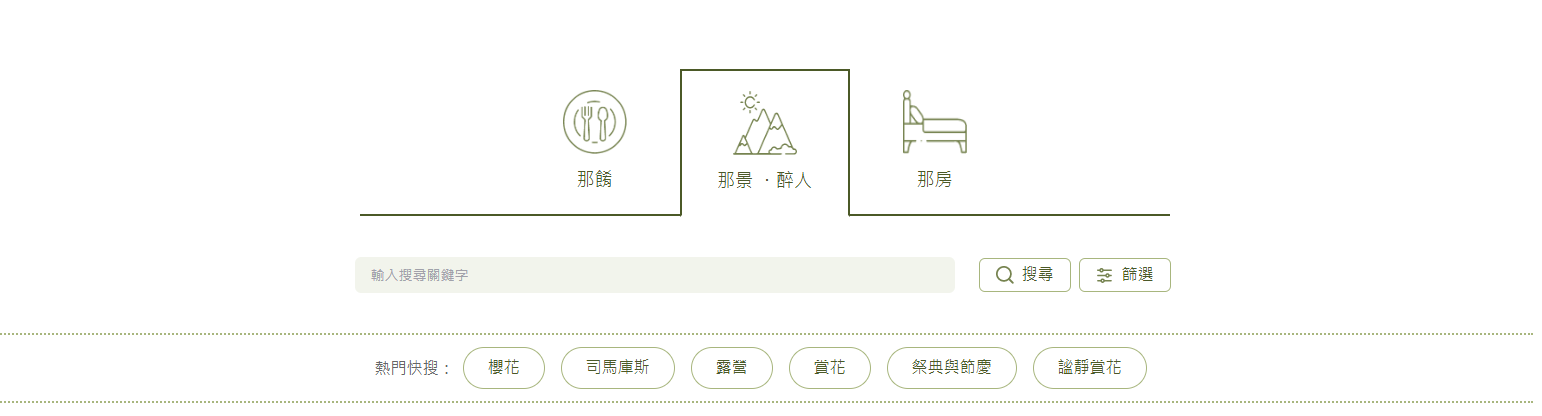 那餚
那景 ・醉人
那房
輸入搜尋關鍵字
搜尋
篩選
熱門快搜：
櫻花
司馬庫斯
露營
賞花
祭典與節慶
謐靜賞花